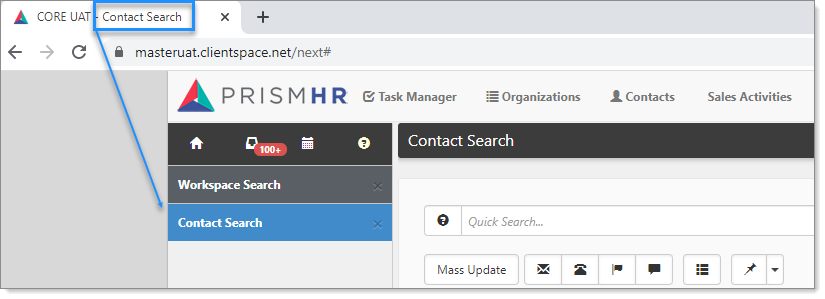 CORE UAT - Contact Search
masteruat.clientspace.net/next#
PRISMHR Task Manager Organizations Contacts Sales Activities
100+
Contact Search
Workspace Search
Contact Search
Quick Search...
Mass Update